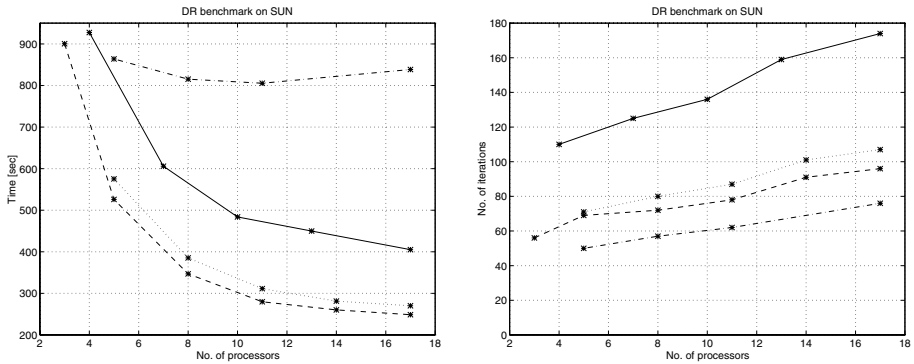 DR benchmark on SUN
900
800
700
600
500
400
300
200
Time [sec]
2 4 6 8 10 12 14 16 18
No. of processors
DR benchmark on SUN
180
160
140
120
100
80
60
40
20
0
No. of iterations
2 4 6 8 10 12 14 16 18
No. of processors